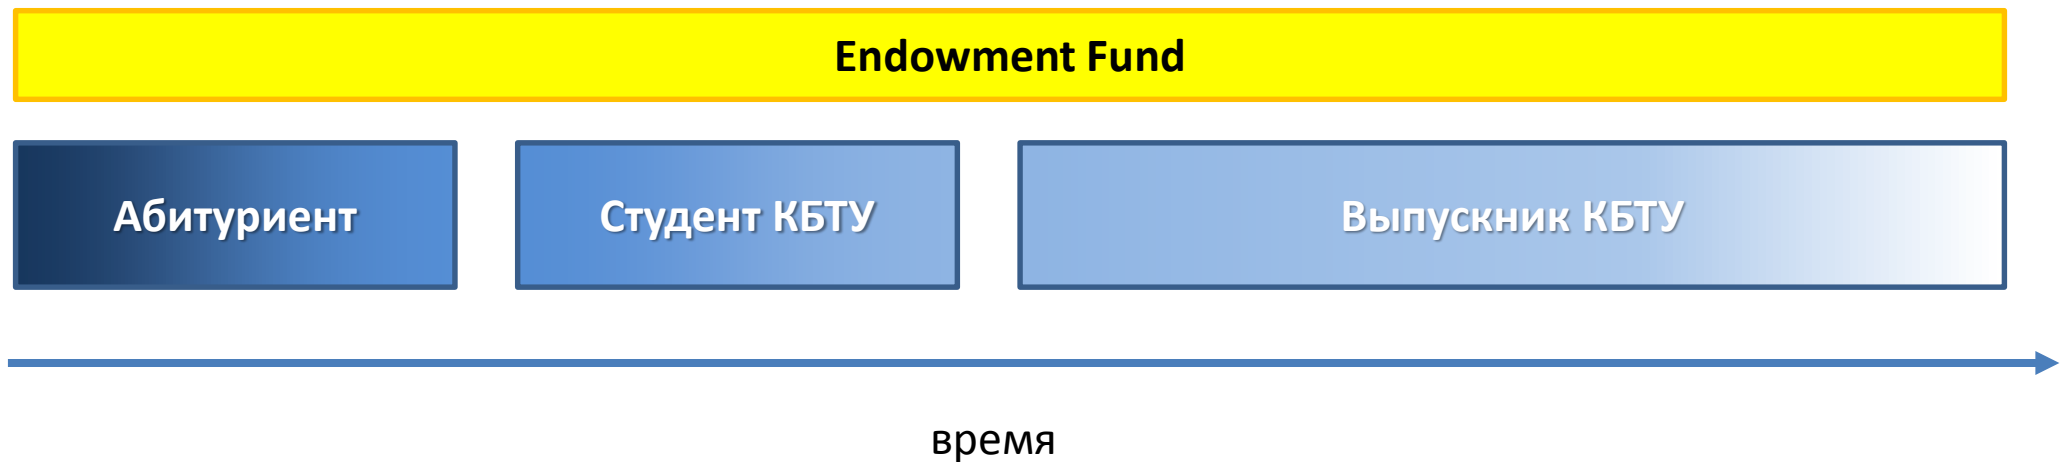 Endowment Fund
Абитуриент
Студент КБТУ
Выпускник КБТУ
время